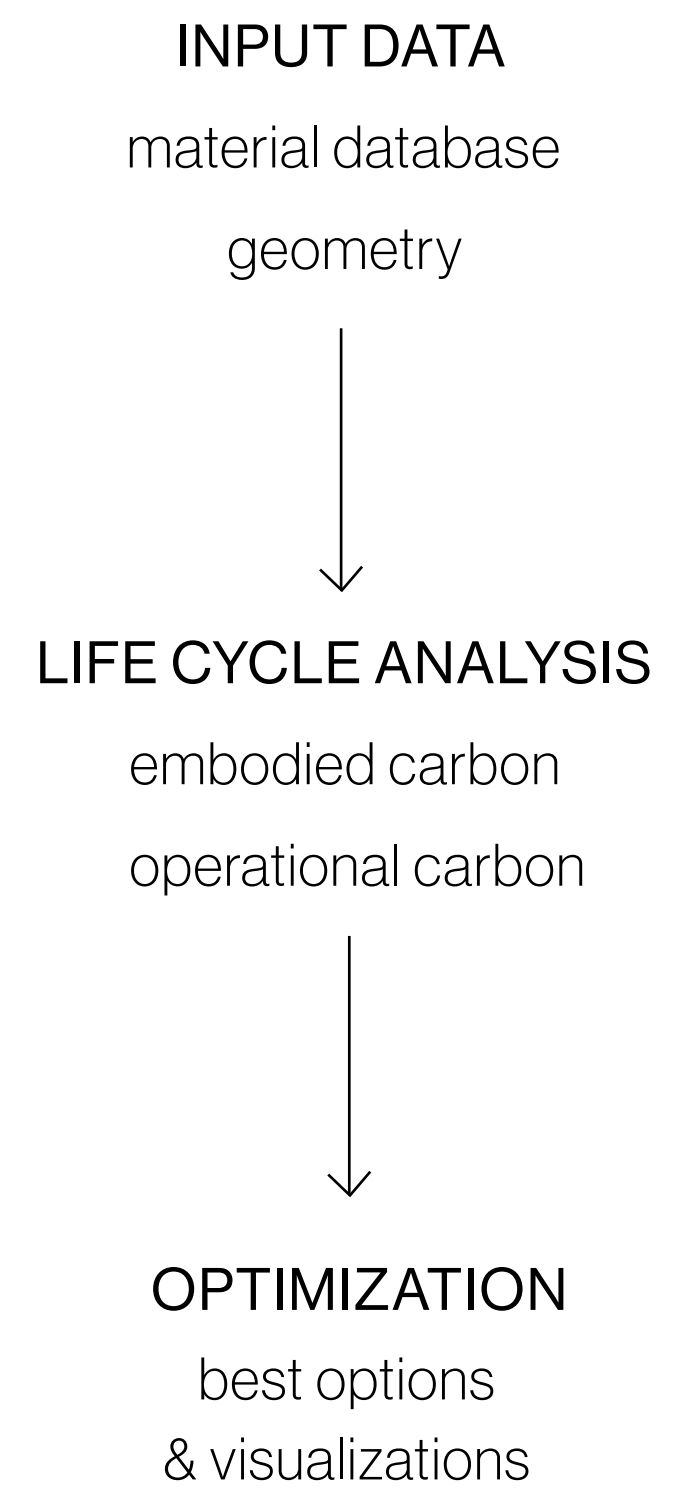 INPUT DATA
material database
geometry
LIFE CYCLE ANALYSIS
embodied carbon
operational carbon
OPTIMIZATION
best options
& visualizations